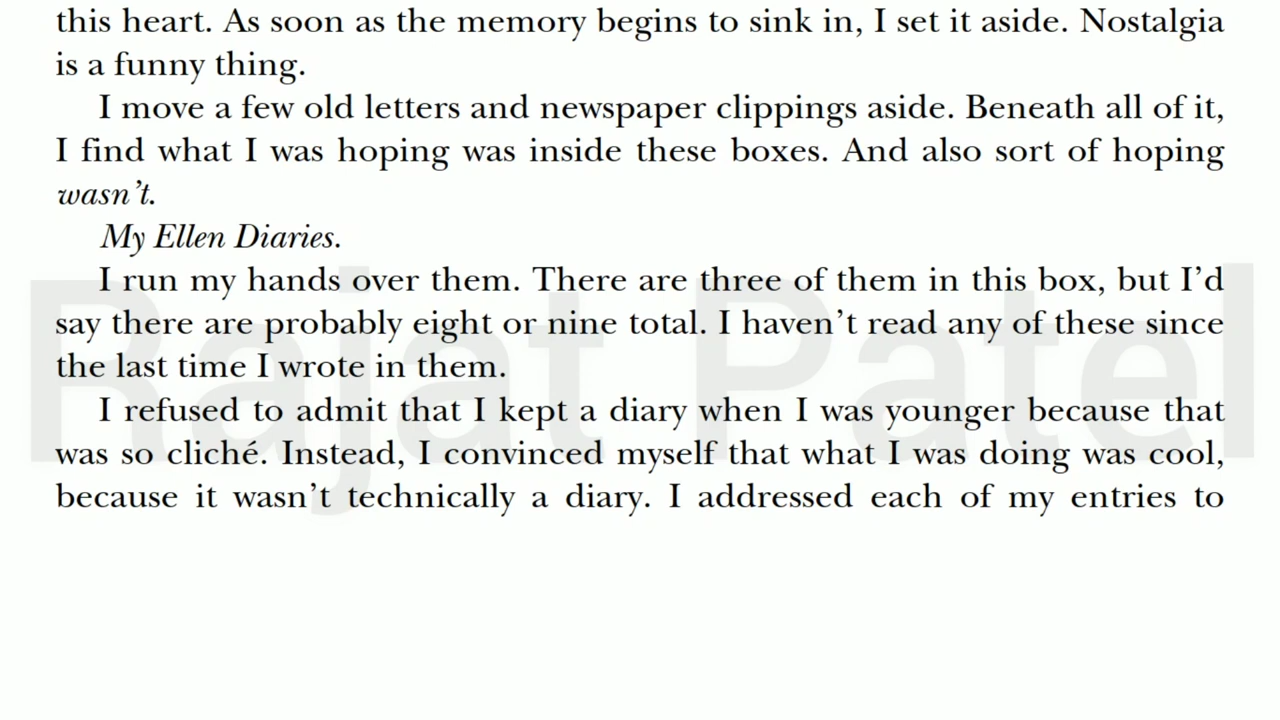 this heart. As soon as the memory begins to sink in, I set it aside. Nostalgia
is a funny thing.
I move a few old letters and newspaper clippings aside. Beneath all of it,
I find what I was hoping was inside these boxes. And also sort of hoping
wasn’t.
My Ellen Diaries.
I run my hands over them. There are three of them in this box, but I’d
say there are probably eight or nine total. I haven’t read any of these since
the last time I wrote in them.
I refused to admit that I kept a diary when I was younger because that
was so cliché. Instead, I convinced myself that what I was doing was cool,
because it wasn’t technically a diary. I addressed each of my entries to
Rajat Patel